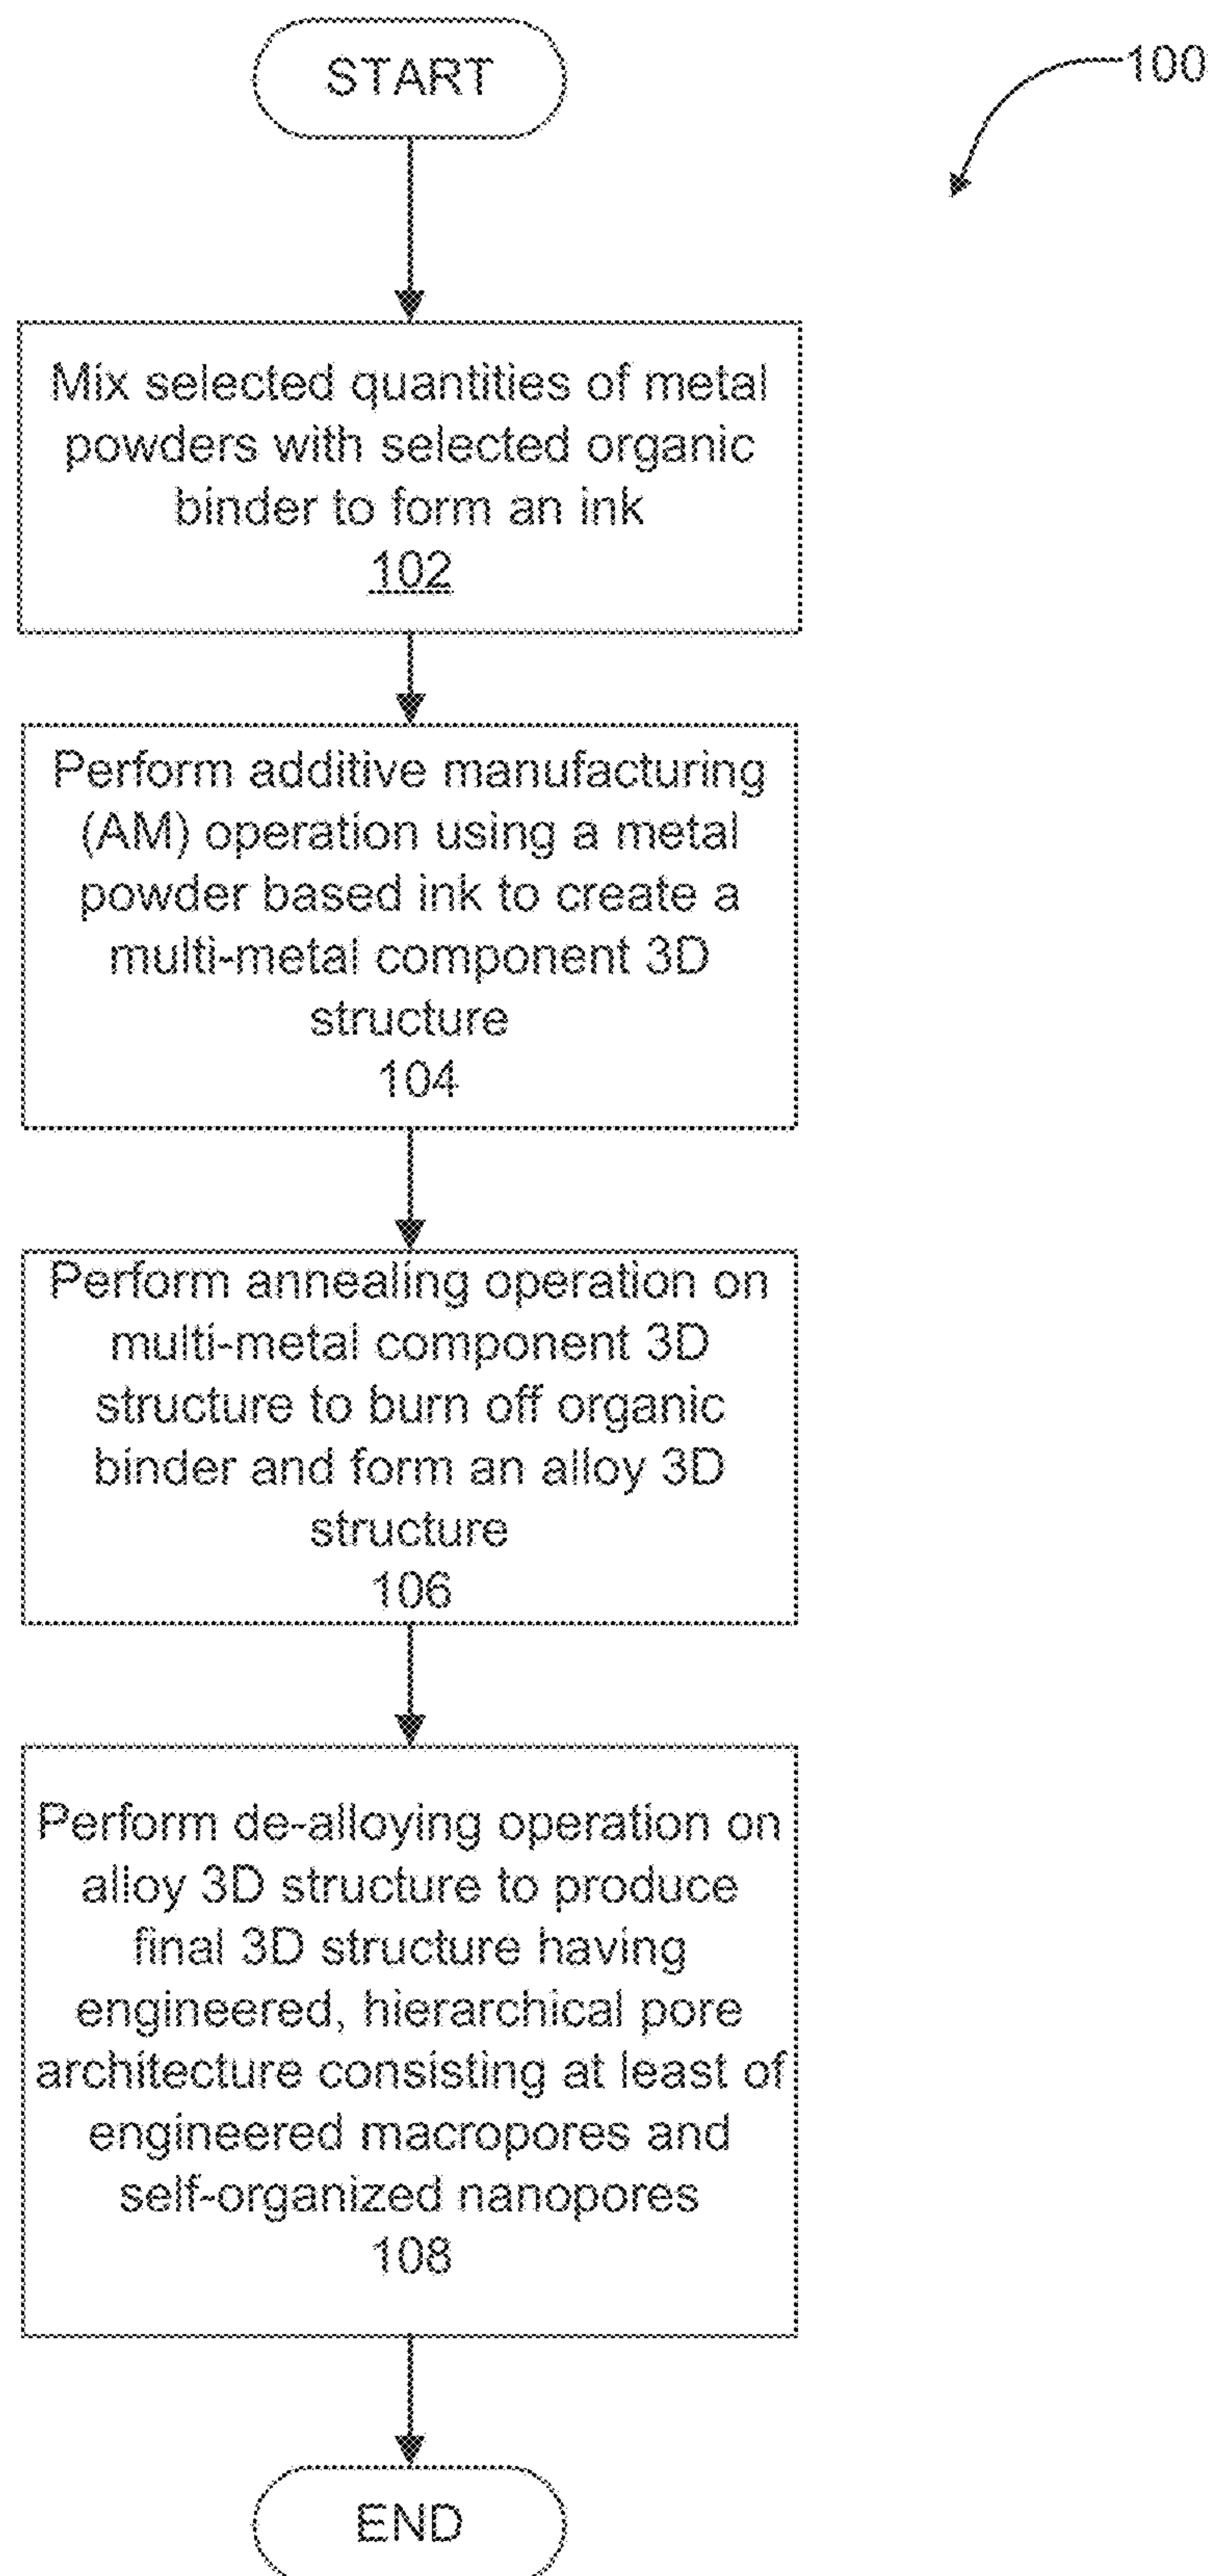 START
100
Mix selected quantities of metal
powders with selected organic
binder to form an ink
102
Perform additive manufacturing
(AM) operation using a metal
powder based ink to create a
multi-metal component 3D
structure
104
Perform annealing operation on
multi-metal component 3D
structure to burn off organic
binder and form an alloy 3D
structure
106
Perform de-alloying operation on
alloy 3D structure to produce
final 3D structure having
engineered, hierarchical pore
architecture consisting at least of
engineered macropores and
self-organized nanopores
108
END